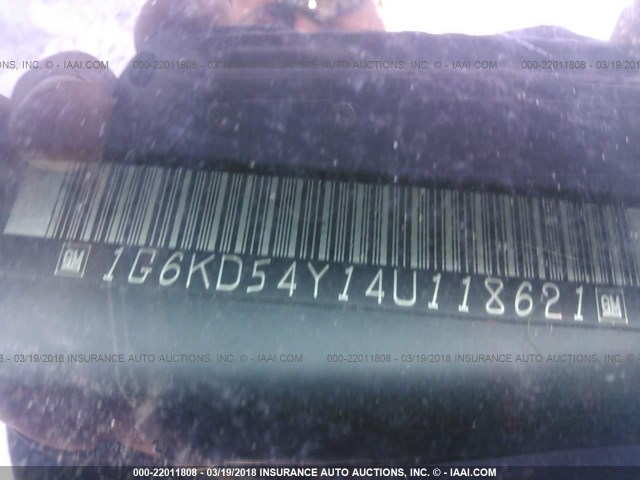 S, INC. © - IAAI.COM 000-22011808 - 03/19/2018 INSURANCE AUTO AUCTIONS, INC. © - IAAI.COM 000-22011808 - 03/19/20
GM 1G6KD54Y14U118621 GM
8 - 03/19/2018 INSURANCE AUTO AUCTIONS, INC. © - IAAI.COM 000-22011808 - 03/19/2018 INSURANCE AUTO AUCTIONS, INC.
000-22011808 - 03/19/2018 INSURANCE AUTO AUCTIONS, INC. © - IAAI.COM